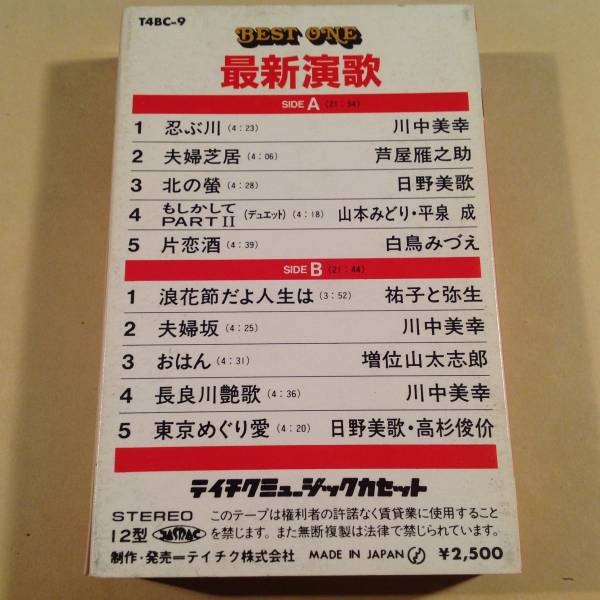 T4BC-9
BEST ONE
最新演歌
SIDE A (21:54)
1 忍ぶ川 (4:23) 川中美幸
2 夫婦芝居 (4:06) 芦屋雁之助
3 北の螢 (4:28) 日野美歌
4 もしかして PART II (デュエット) (4:18) 山本みどり・平泉 成
5 片恋酒 (4:39) 白鳥みづえ
SIDE B (21:44)
1 浪花節だよ人生は (3:52) 祐子と弥生
2 夫婦坂 (4:25) 川中美幸
3 おはん (4:31) 増位山太志郎
4 長良川艶歌 (4:36) 川中美幸
5 東京めぐり愛 (4:20) 日野美歌・高杉俊价
テイチクミュージックカセット
STEREO このテープは権利者の許諾なく賃貸業に使用すること
12型 JASRAC を禁じます。また無断複製は法律で禁じられています。
制作・発売=テイチク株式会社 MADE IN JAPAN ¥2,500